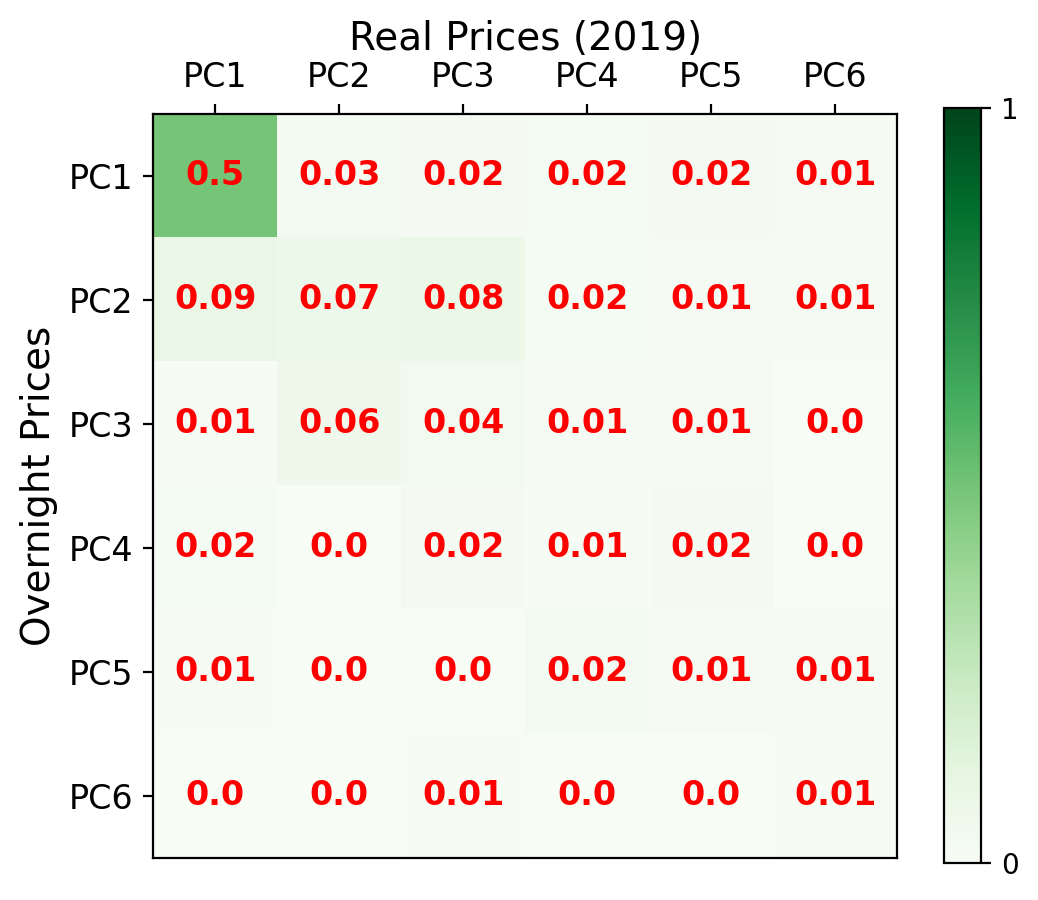 Real Prices (2019)
PC1 PC2 PC3 PC4 PC5 PC6
1
PC1 0.5 0.03 0.02 0.02 0.02 0.01
PC2 0.09 0.07 0.08 0.02 0.01 0.01
PC3 0.01 0.06 0.04 0.01 0.01 0.0
Overnight Prices
PC4 0.02 0.0 0.02 0.01 0.02 0.0
PC5 0.01 0.0 0.0 0.02 0.01 0.01
PC6 0.0 0.0 0.01 0.0 0.0 0.01
0